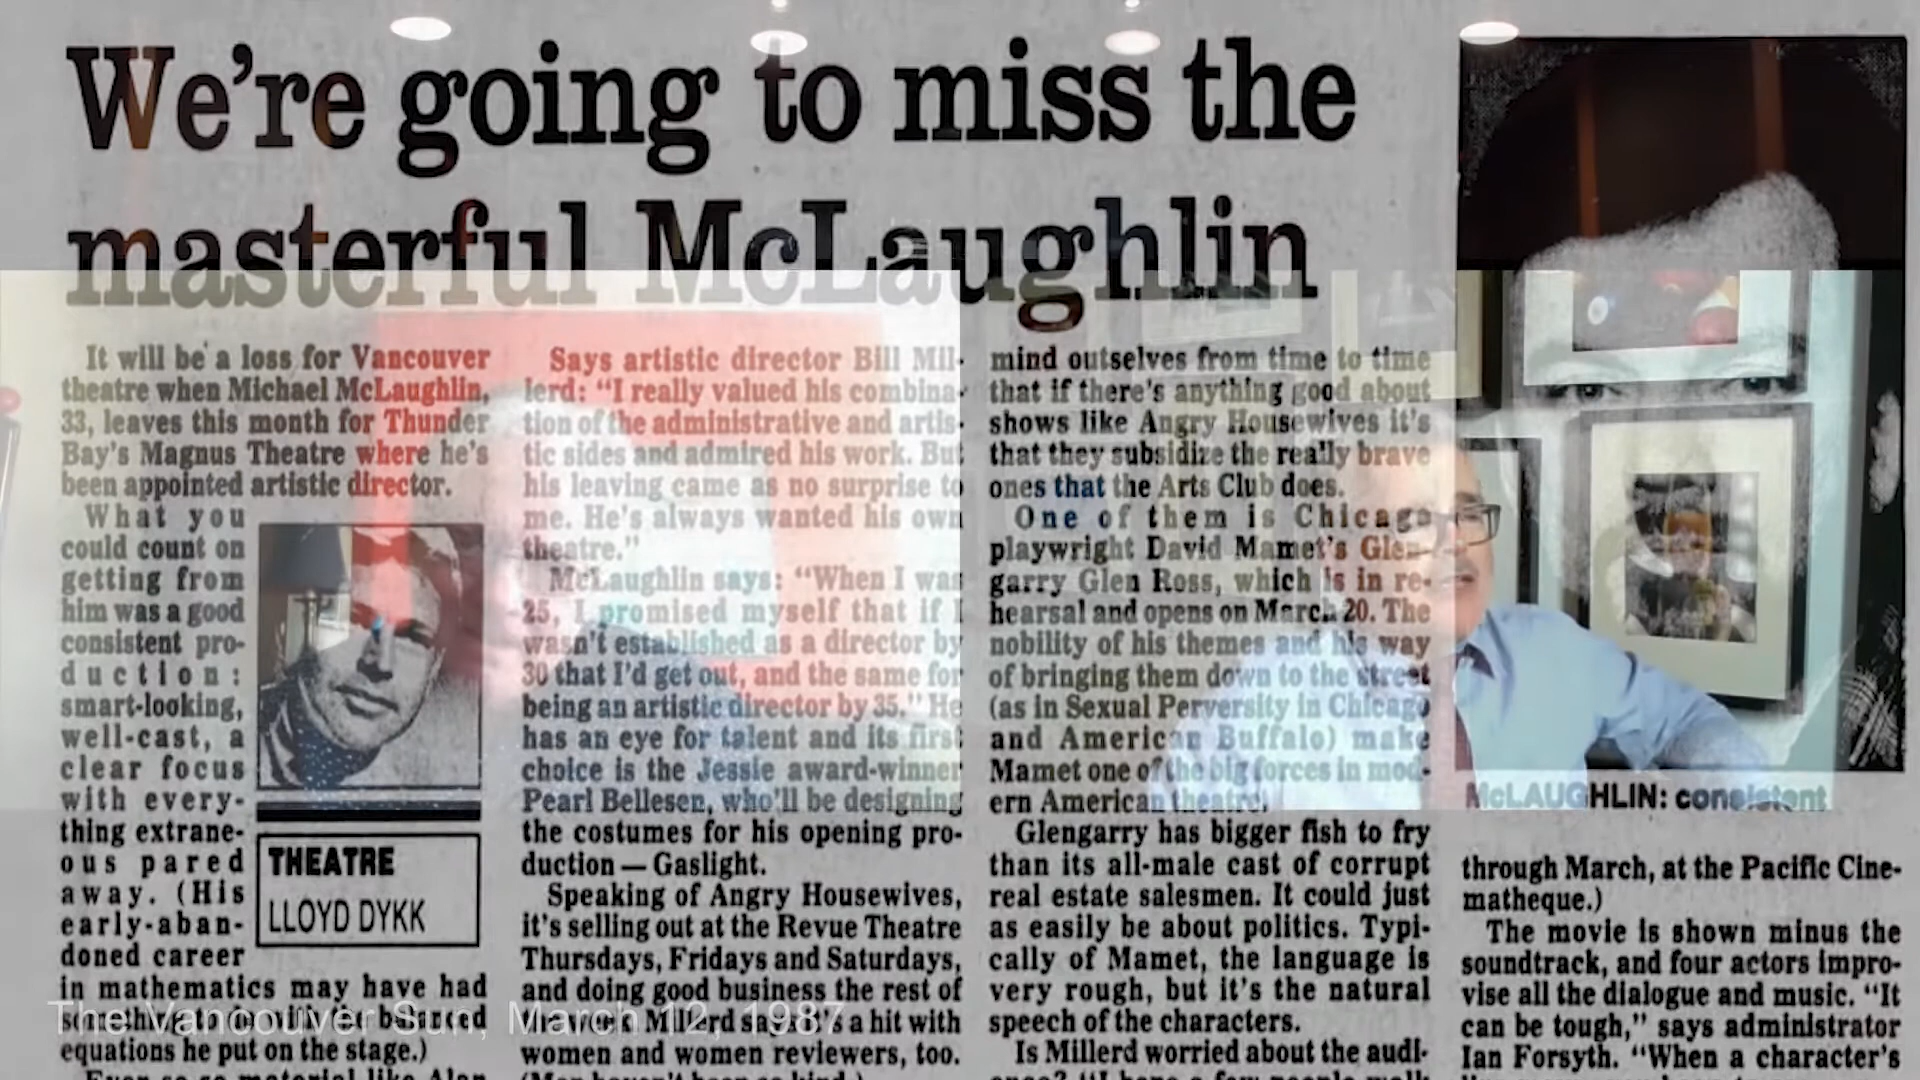 We're going to miss the
masterful McLaughlin
It will be a loss for Vancouver
theatre when Michael McLaughlin,
33, leaves this month for Thunder
Bay's Magnus Theatre where he's
been appointed artistic director.
What you
could count on
getting from
him was a good
consistent pro-
duction:
smart-looking,
well-cast, a
clear focus
with every-
thing extrane-
ous pared
away. (His
early-aban-
doned career
in mathematics may have had
something to do with the balanced
equations he put on the stage.)
THEATRE
LLOYD DYKK
Says artistic director Bill Mil-
lerd: "I really valued his combina-
tion of the administrative and artis-
tic sides and admired his work. But
his leaving came as no surprise to
me. He's always wanted his own
theatre."
McLaughlin says: "When I was
25, I promised myself that if I
wasn't established as a director by
30 that I'd get out, and the same for
being an artistic director by 35." He
has an eye for talent and its first
choice is the Jessie award-winner
Pearl Bellesen, who'll be designing
the costumes for his opening pro-
duction — Gaslight.
Speaking of Angry Housewives,
it's selling out at the Revue Theatre
Thursdays, Fridays and Saturdays,
and doing good business the rest of
the week. Millerd says it's a hit with
women and women reviewers, too.
(Men haven't been so kind.)
mind outselves from time to time
that if there's anything good about
shows like Angry Housewives it's
that they subsidize the really brave
ones that the Arts Club does.
One of them is Chicago
playwright David Mamet's Glen-
garry Glen Ross, which is in re-
hearsal and opens on March 20. The
nobility of his themes and his way
of bringing them down to the street
(as in Sexual Perversity in Chicago
and American Buffalo) make
Mamet one of the big forces in mod-
ern American theatre.
Glengarry has bigger fish to fry
than its all-male cast of corrupt
real estate salesmen. It could just
as easily be about politics. Typi-
cally of Mamet, the language is
very rough, but it's the natural
speech of the characters.
Is Millerd worried about the audi-
McLAUGHLIN: consistent
through March, at the Pacific Cine-
matheque.)
The movie is shown minus the
soundtrack, and four actors impro-
vise all the dialogue and music. "It
can be tough," says administrator
Ian Forsyth. "When a character's
The Vancouver Sun, March 12, 1987